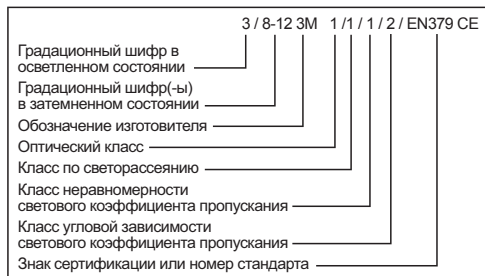 3 / 8-12 3M 1 /1 / 1 / 2 / EN379 CE
Градационный шифр в
осветленном состоянии
Градационный шифр(-ы)
в затемненном состоянии
Обозначение изготовителя
Оптический класс
Класс по светорассеянию
Класс неравномерности
светового коэффициента пропускания
Класс угловой зависимости
светового коэффициента пропускания
Знак сертификации или номер стандарта